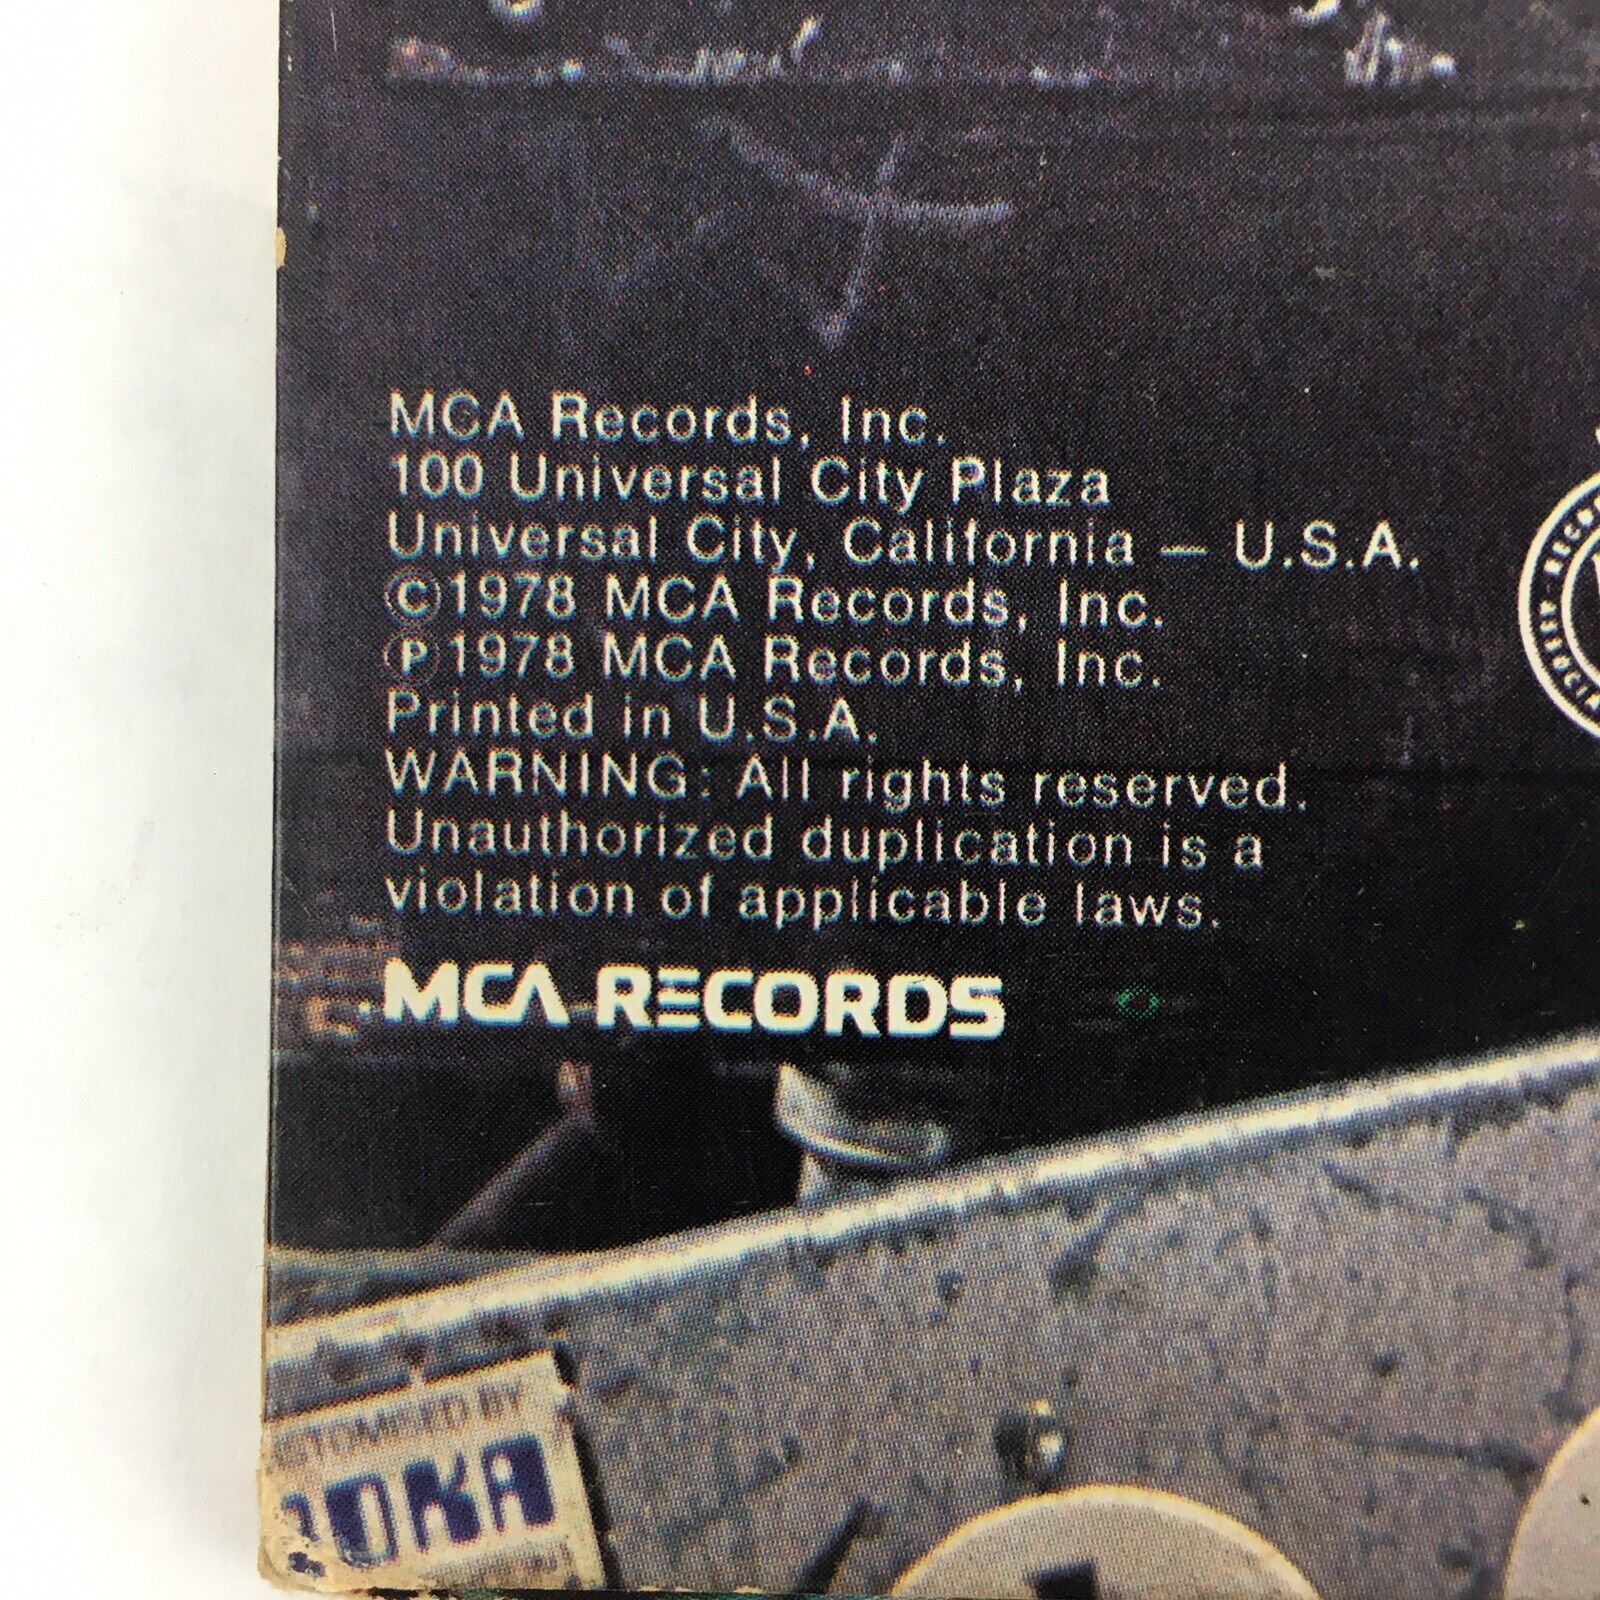 MCA Records, Inc.
100 Universal City Plaza
Universal City, California — U.S.A.
©1978 MCA Records, Inc.
℗1978 MCA Records, Inc.
Printed in U.S.A.
WARNING: All rights reserved.
Unauthorized duplication is a
violation of applicable laws.
MCA RECORDS
BY